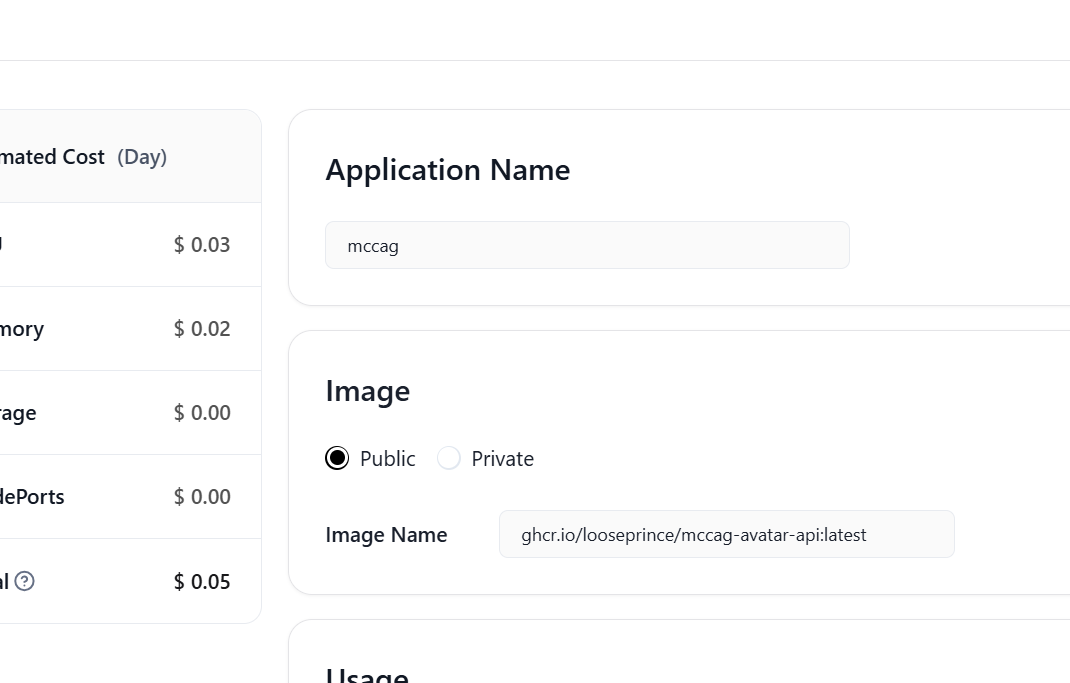 mated Cost (Day)
$ 0.03
mory $ 0.02
rage $ 0.00
dePorts $ 0.00
al $ 0.05
Application Name
mccag
Image
Public Private
Image Name ghcr.io/looseprince/mccag-avatar-api:latest
Usage